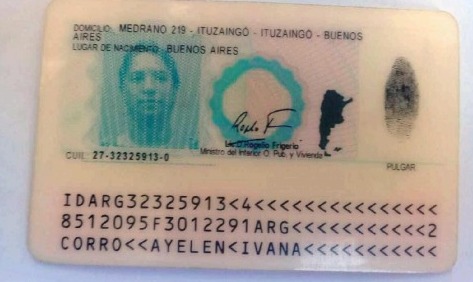 DOMICILIO: MEDRANO 219 - ITUZAINGÓ - ITUZAINGÓ - BUENOS
AIRES
LUGAR DE NACIMIENTO: BUENOS AIRES
Lic. Rogelio Frigerio
Ministro del Interior O. Pub. y Vivienda
CUIL: 27-32325913-0
PULGAR
IDARG32325913<4<<<<<<<<<<<<<<<
8512095F3012291ARG<<<<<<<<<<<2
CORRO<<AYELEN<IVANA<<<<<<<<<<<